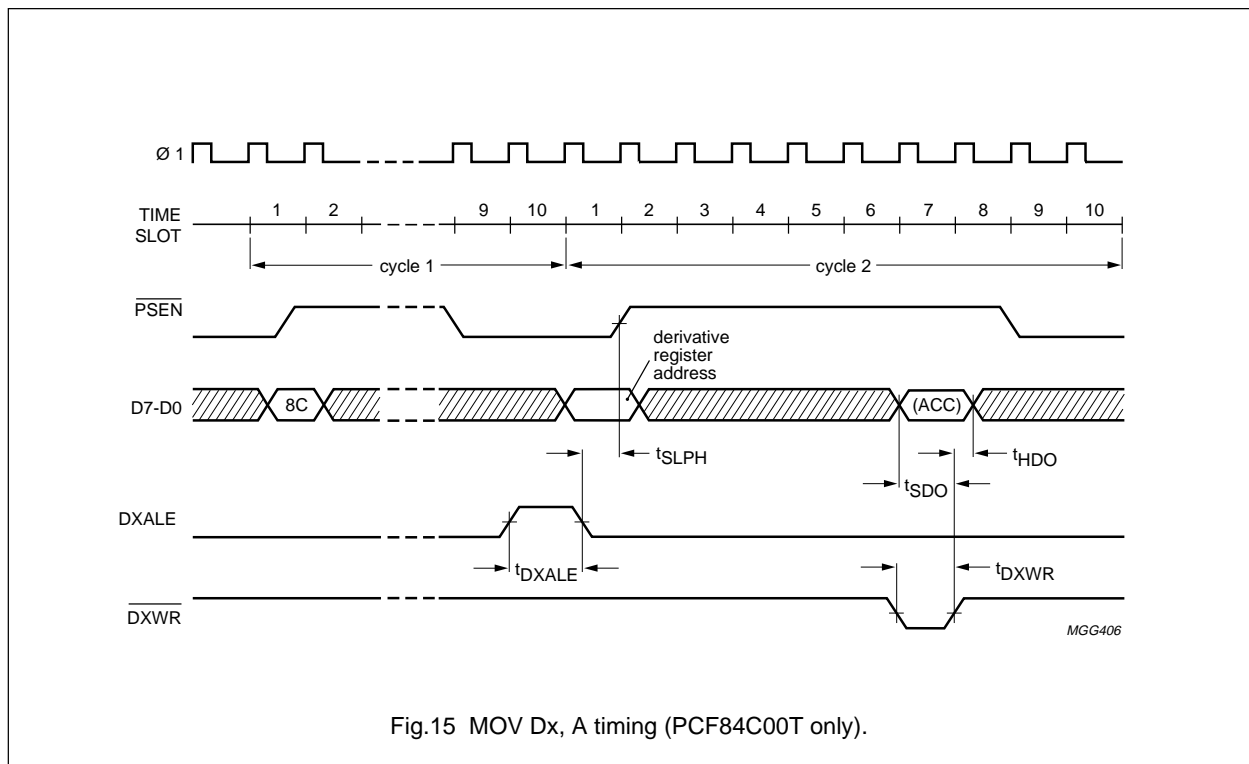 Ø 1
TIME SLOT
1 2 9 10 1 2 3 4 5 6 7 8 9 10
cycle 1 cycle 2
PSEN
derivative
register
address
D7-D0
8C (ACC)
tSLPH
tHDO
tSDO
DXALE
tDXALE
tDXWR
DXWR
MGG406
Fig.15 MOV Dx, A timing (PCF84C00T only).